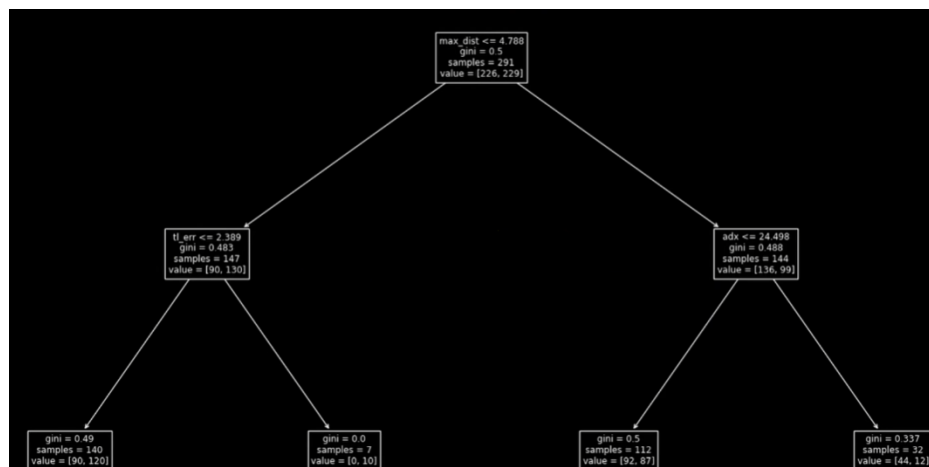 max_dist <= 4.788
gini = 0.5
samples = 291
value = [226, 229]
tl_err <= 2.389
gini = 0.483
samples = 147
value = [90, 130]
adx <= 24.498
gini = 0.488
samples = 144
value = [136, 99]
gini = 0.49
samples = 140
value = [90, 120]
gini = 0.0
samples = 7
value = [0, 10]
gini = 0.5
samples = 112
value = [92, 87]
gini = 0.337
samples = 32
value = [44, 12]